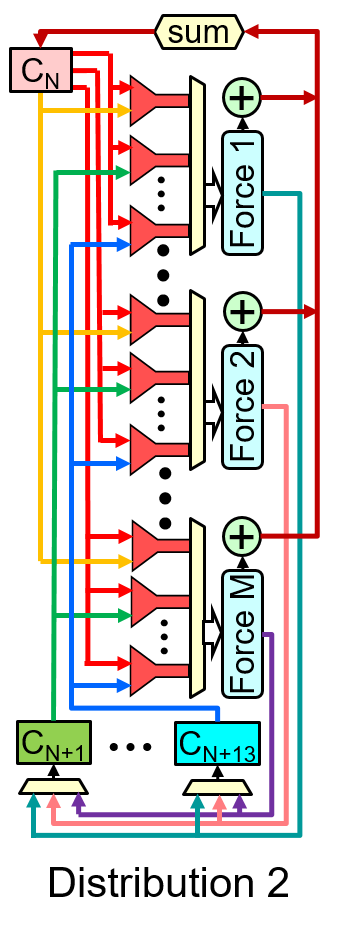 sum
C_N
+
Force 1
+
Force 2
+
Force M
C_N+1
C_N+13
Distribution 2